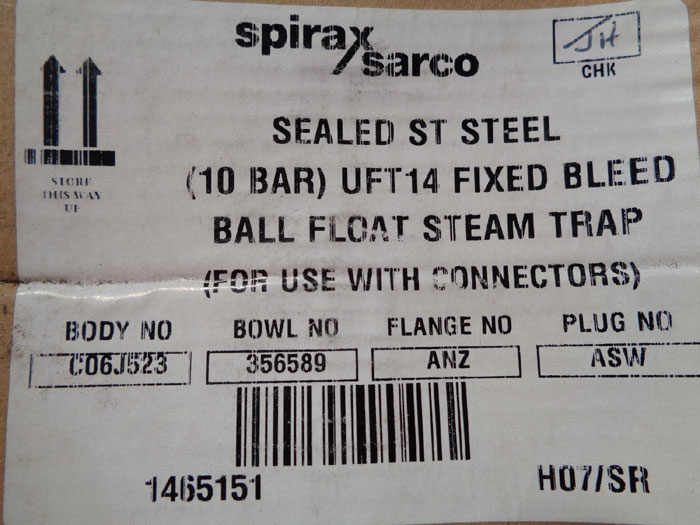 spirax
sarco
JH
CHK
STORE
THIS WAY
UP
SEALED ST STEEL
(10 BAR) UFT14 FIXED BLEED
BALL FLOAT STEAM TRAP
(FOR USE WITH CONNECTORS)
BODY NO BOWL NO FLANGE NO PLUG NO
C06J523 356589 ANZ ASW
1465151 H07/SR